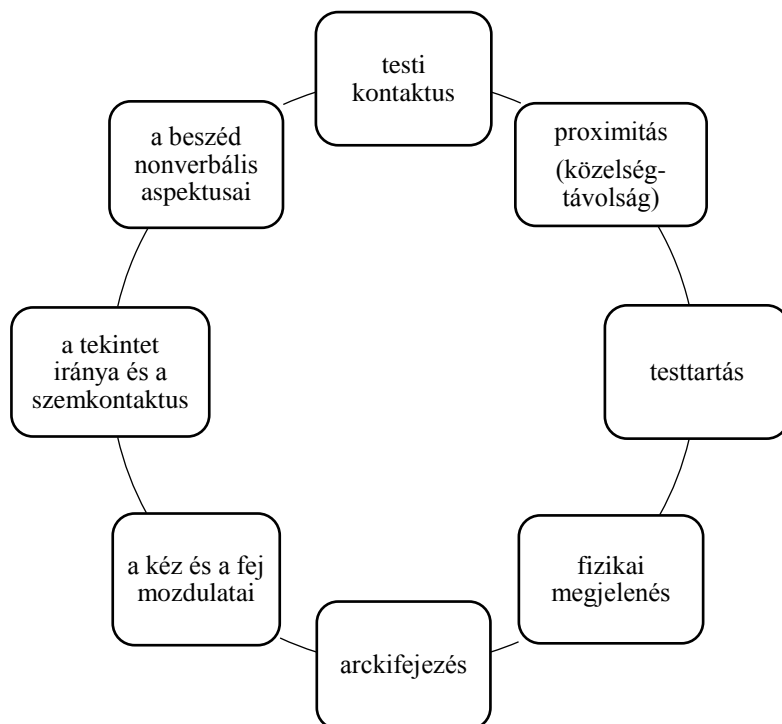 testi
kontaktus
proximitás
(közelség-
távolság)
testtartás
fizikai
megjelenés
arckifejezés
a kéz és a fej
mozdulatai
a tekintet
iránya és a
szemkontaktus
a beszéd
nonverbális
aspektusai